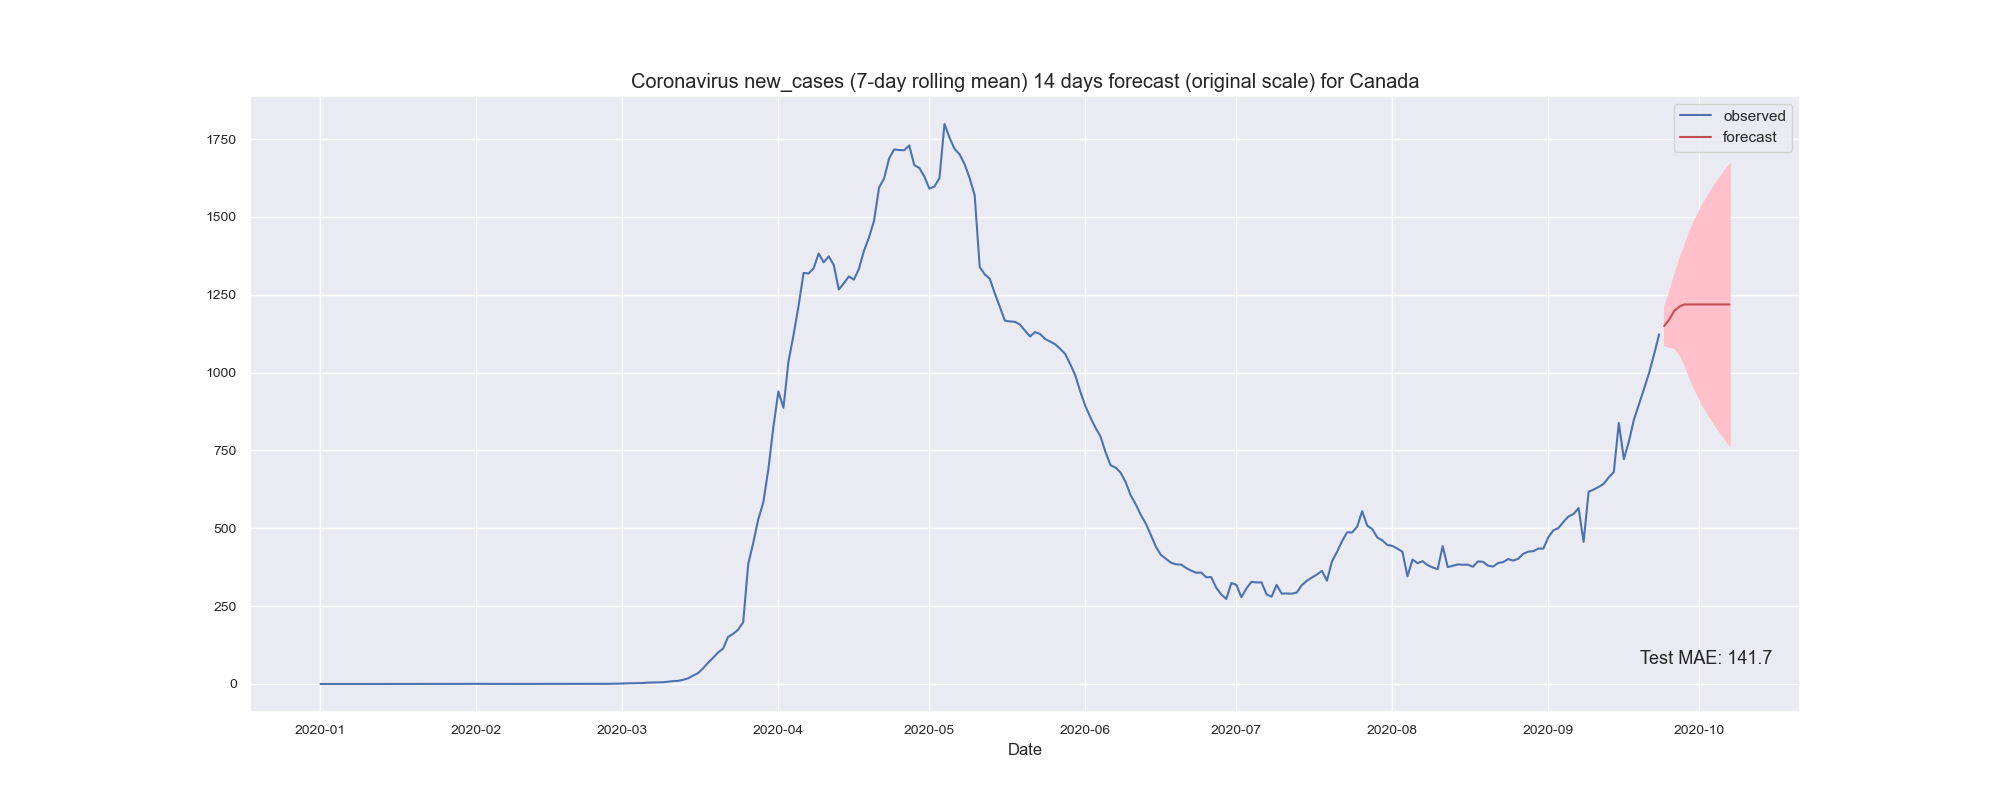 Coronavirus new_cases (7-day rolling mean) 14 days forecast (original scale) for Canada
observed
forecast
1750
1500
1250
1000
750
500
250
0
Test MAE: 141.7
2020-01 2020-02 2020-03 2020-04 2020-05 2020-06 2020-07 2020-08 2020-09 2020-10
Date